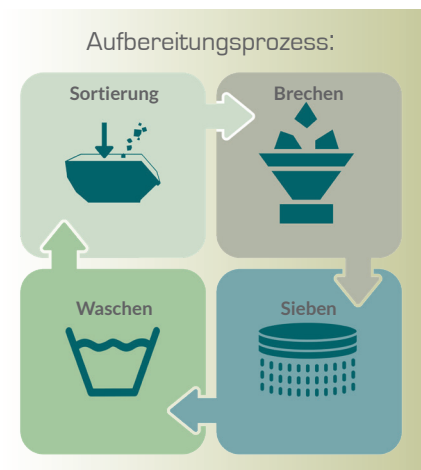 Aufbereitungsprozess:
Sortierung
Brechen
Waschen
Sieben